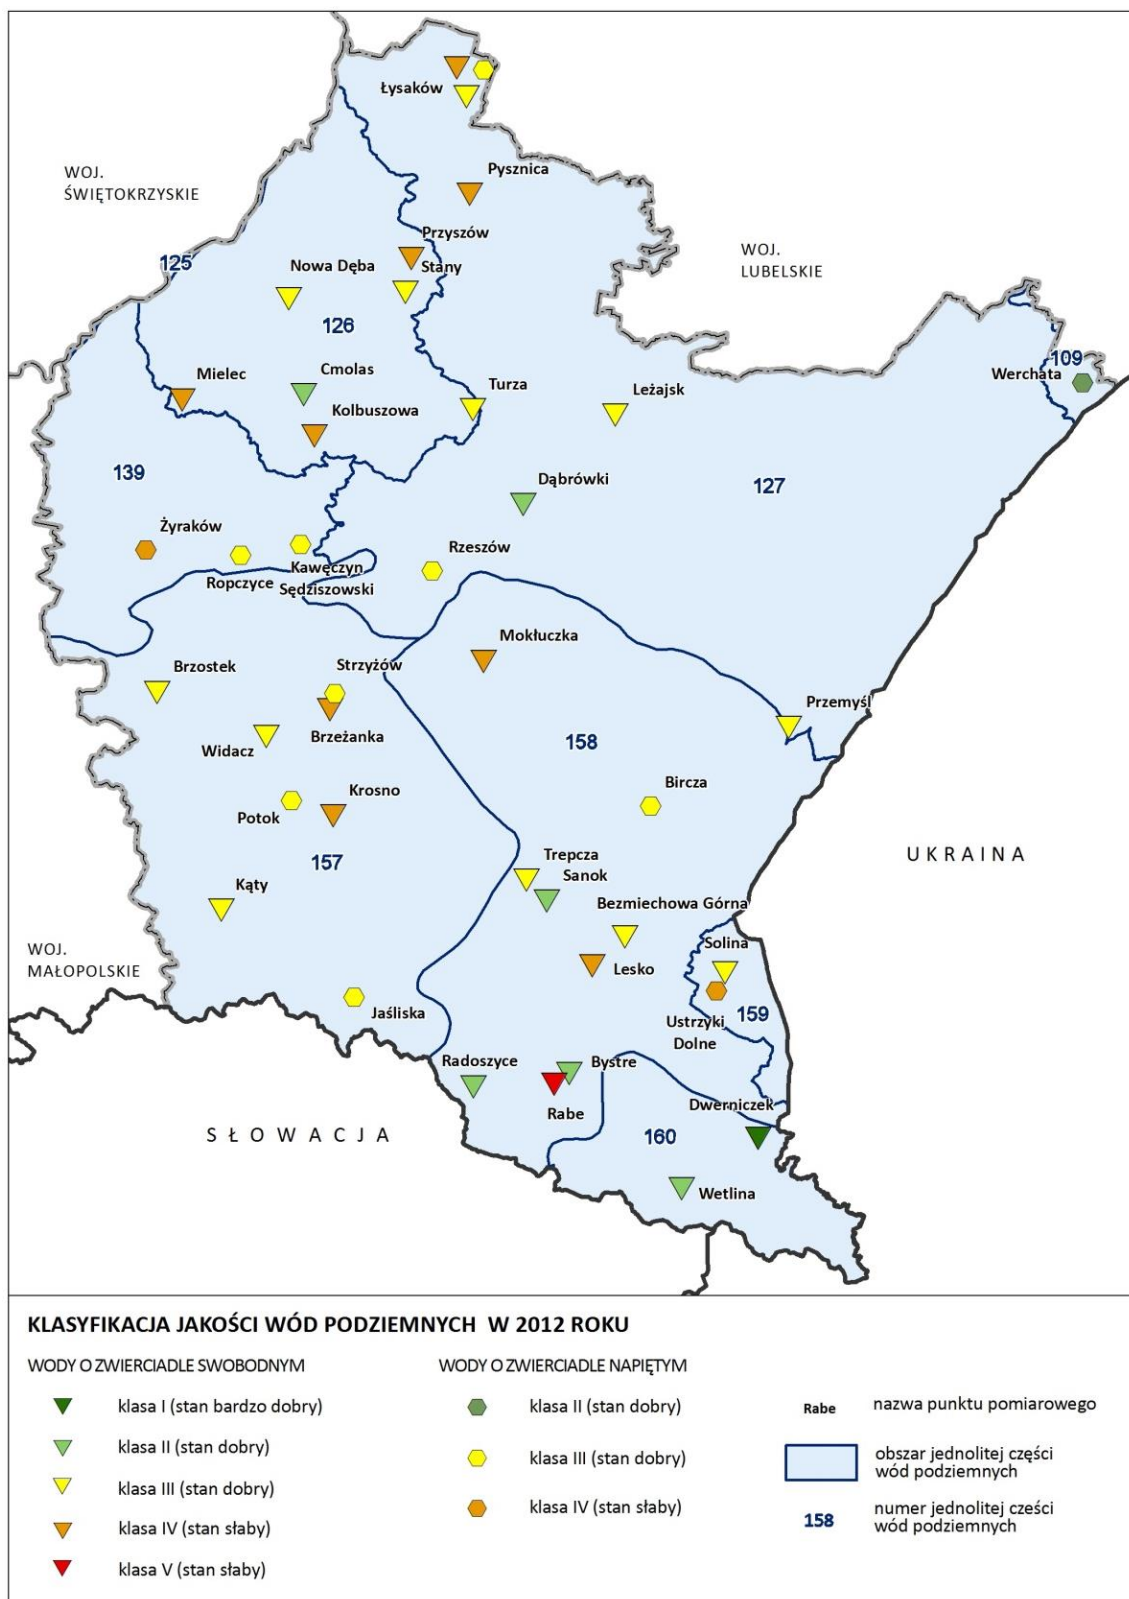 Łysaków
WOJ.
ŚWIĘTOKRZYSKIE
Pysznica
Przyszów
WOJ.
LUBELSKIE
125
Nowa Dęba
Stany
126
109
Mielec
Cmolas
Turza
Leżajsk
Werchata
Kolbuszowa
139
Dąbrówki
127
Żyraków
Rzeszów
Kawęczyn
Sędziszowski
Ropczyce
Mokłuczka
Brzostek
Strzyżów
Przemyśl
Widacz
Brzeżanka
158
Bircza
Krosno
Potok
157
UKRAINA
Trepcza
Sanok
Kąty
Bezmiechowa Górna
WOJ.
MAŁOPOLSKIE
Solina
Lesko
Jaśliska
159
Ustrzyki
Dolne
Radoszyce
Bystre
Rabe
Dwerniczek
SŁOWACJA
160
Wetlina
KLASYFIKACJA JAKOŚCI WÓD PODZIEMNYCH W 2012 ROKU
WODY O ZWIERCIADLE SWOBODNYM
klasa I (stan bardzo dobry)
klasa II (stan dobry)
klasa III (stan dobry)
klasa IV (stan słaby)
klasa V (stan słaby)
WODY O ZWIERCIADLE NAPIĘTYM
klasa II (stan dobry)
klasa III (stan dobry)
klasa IV (stan słaby)
Rabe nazwa punktu pomiarowego
obszar jednolitej części
wód podziemnych
158 numer jednolitej cześci
wód podziemnych